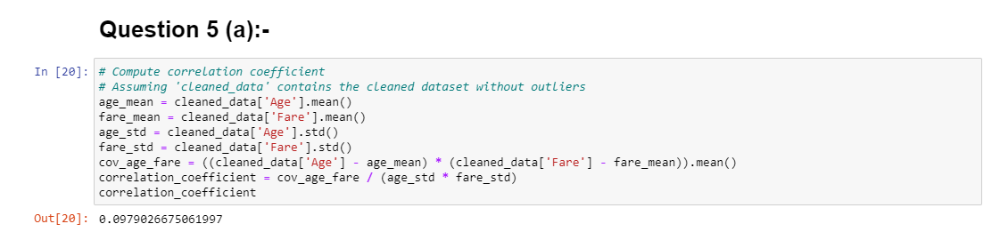 Question 5 (a):-
In [20]: # Compute correlation coefficient
# Assuming 'cleaned_data' contains the cleaned dataset without outliers
age_mean = cleaned_data['Age'].mean()
fare_mean = cleaned_data['Fare'].mean()
age_std = cleaned_data['Age'].std()
fare_std = cleaned_data['Fare'].std()
cov_age_fare = ((cleaned_data['Age'] - age_mean) * (cleaned_data['Fare'] - fare_mean)).mean()
correlation_coefficient = cov_age_fare / (age_std * fare_std)
correlation_coefficient
Out[20]: 0.0979026675061997